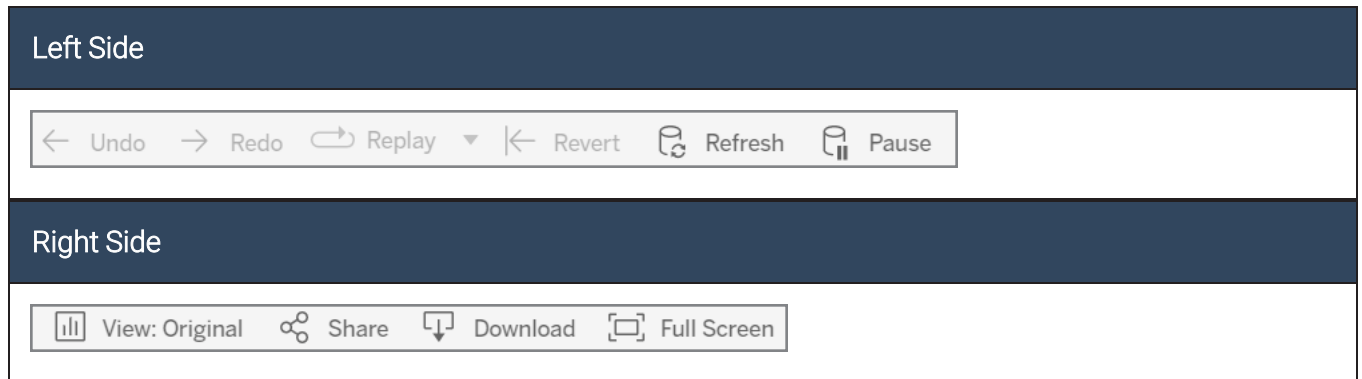 Left Side
Undo Redo Replay Revert Refresh Pause
Right Side
View: Original Share Download Full Screen